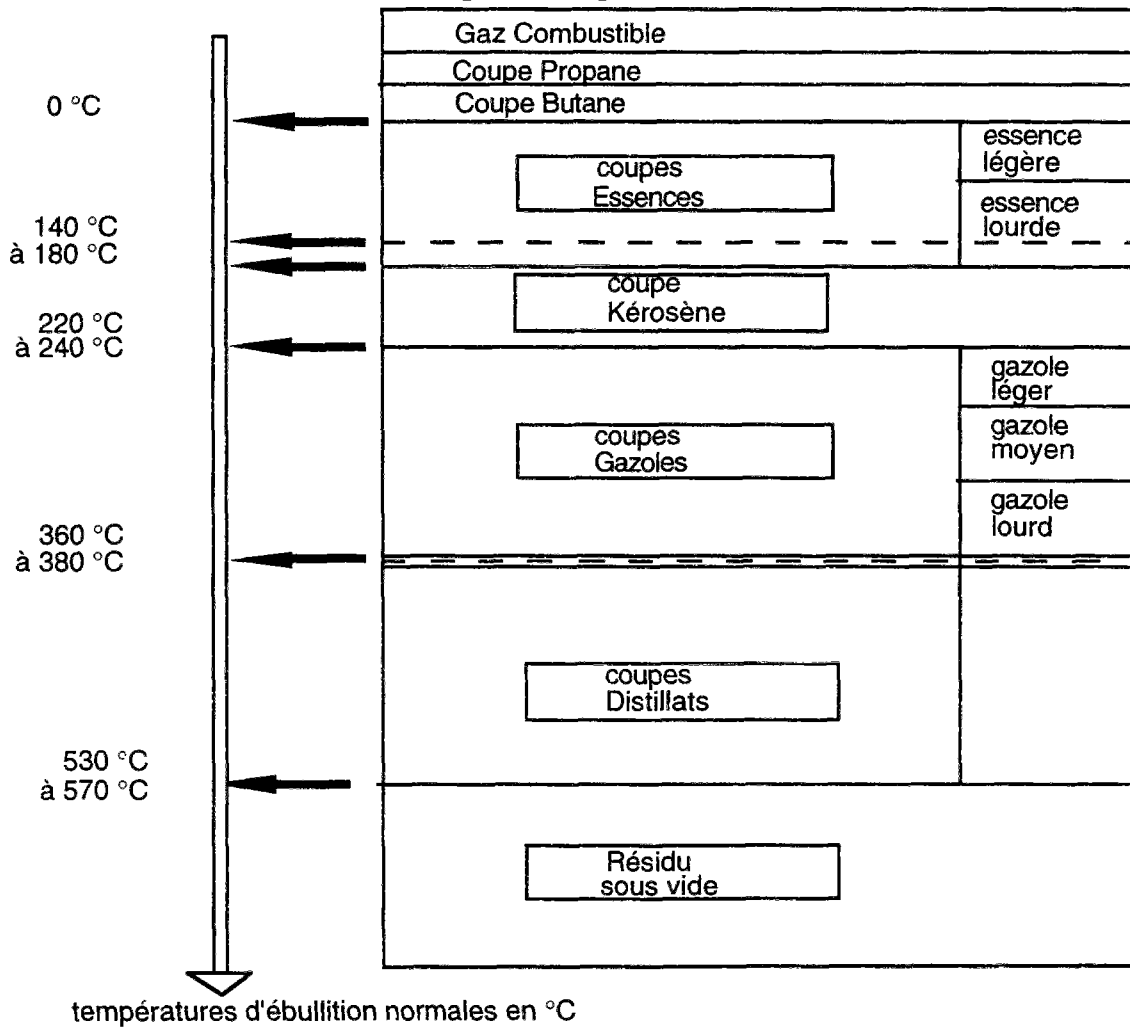 Gaz Combustible
Coupe Propane
Coupe Butane
0 °C
coupes
Essences
essence
légère
essence
lourde
140 °C
à 180 °C
coupe
Kérosène
220 °C
à 240 °C
gazole
léger
coupes
Gazoles
gazole
moyen
gazole
lourd
360 °C
à 380 °C
coupes
Distillats
530 °C
à 570 °C
Résidu
sous vide
températures d'ébullition normales en °C